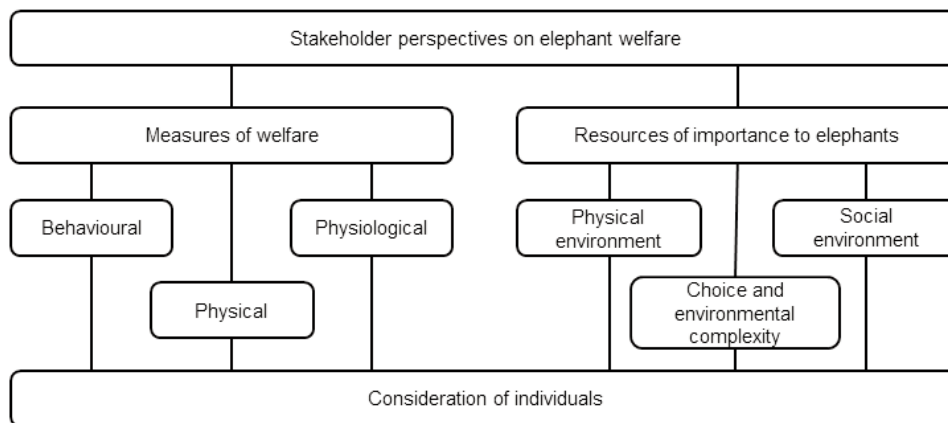 Stakeholder perspectives on elephant welfare
Measures of welfare
Resources of importance to elephants
Behavioural
Physiological
Physical
environment
Social
environment
Physical
Choice and
environmental
complexity
Consideration of individuals